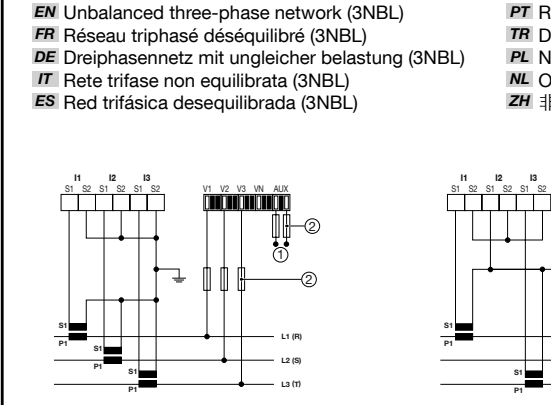 EN Unbalanced three-phase network (3NBL)
FR Réseau triphasé déséquilibré (3NBL)
DE Dreiphasennetz mit ungleicher belastung (3NBL)
IT Rete trifase non equilibrata (3NBL)
ES Red trifásica desequilibrada (3NBL)
PT R
TR D
PL N
NL O
ZH 非
I1 I2 I3
S1 S2 S1 S2 S1 S2
V1 V2 V3 VN AUX
2
1
2
S1
P1
L1 (R)
S1
P1
L2 (S)
S1
P1
L3 (T)
I1 I2 I3
S1 S2 S1 S2 S1 S2
S1
P1
S1
P1